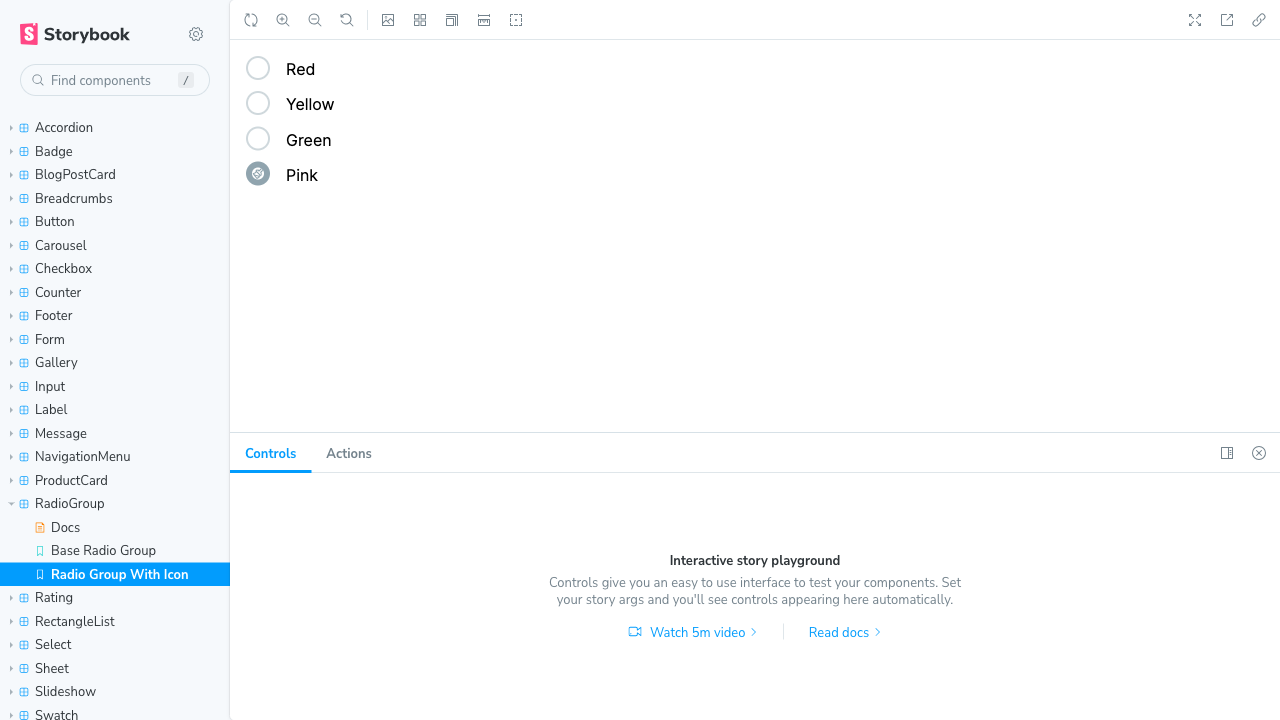 Storybook
Find components
/
Accordion
Badge
BlogPostCard
Breadcrumbs
Button
Carousel
Checkbox
Counter
Footer
Form
Gallery
Input
Label
Message
NavigationMenu
ProductCard
RadioGroup
Docs
Base Radio Group
Radio Group With Icon
Rating
RectangleList
Select
Sheet
Slideshow
Swatch
Red
Yellow
Green
Pink
Controls
Actions
Interactive story playground
Controls give you an easy to use interface to test your components. Set
your story args and you'll see controls appearing here automatically.
Watch 5m video
Read docs